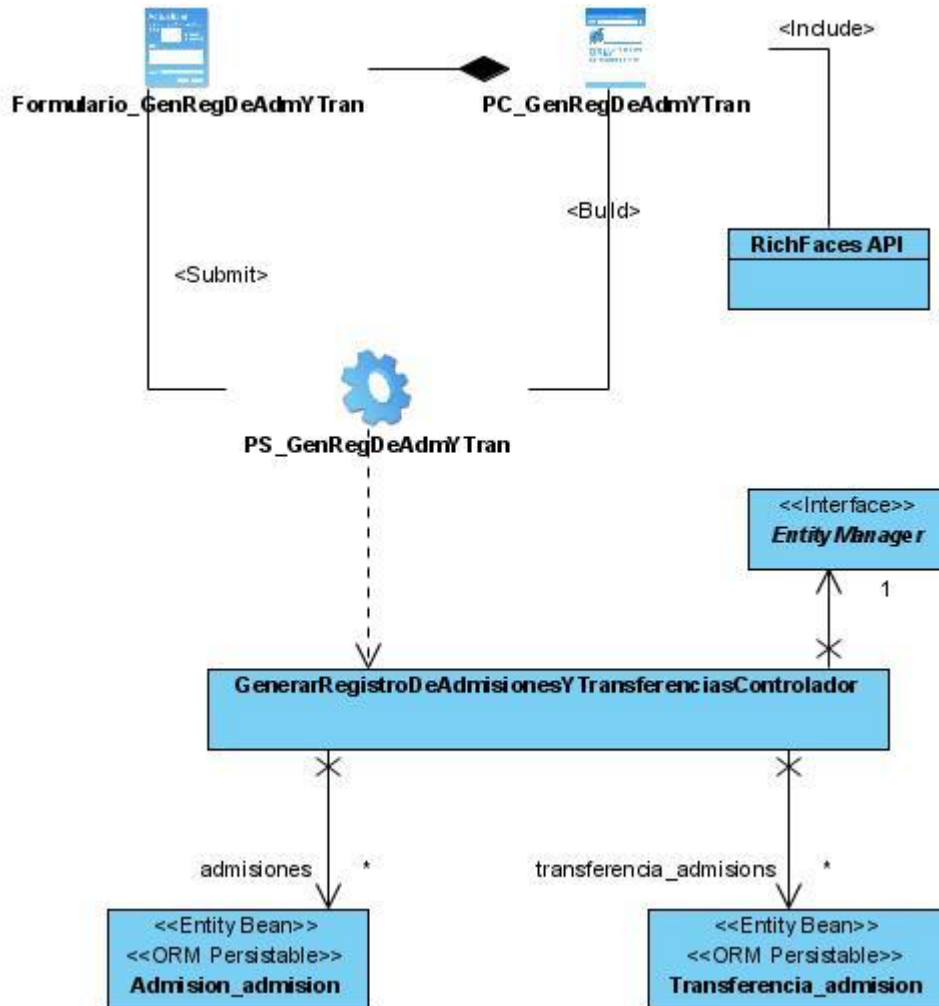 <Include>
Formulario_GenRegDeAdmYTran
PC_GenRegDeAdmYTran
<Build>
RichFaces API
<Submit>
PS_GenRegDeAdmYTran
<<Interface>>
EntityManager
1
GenerarRegistroDeAdmisionesYTransferenciasControlador
admisiones
*
transferencia_admisions
*
<<Entity Bean>>
<<ORM Persistable>>
Admision_admision
<<Entity Bean>>
<<ORM Persistable>>
Transferencia_admision